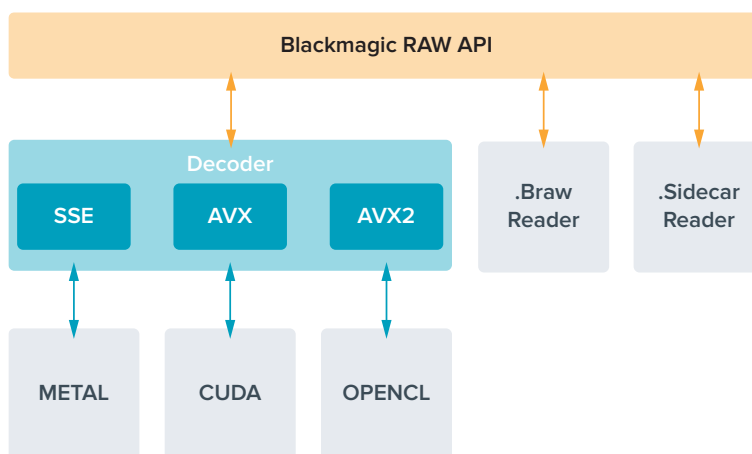 Blackmagic RAW API
Decoder
SSE
AVX
AVX2
.Braw
Reader
.Sidecar
Reader
METAL
CUDA
OPENCL